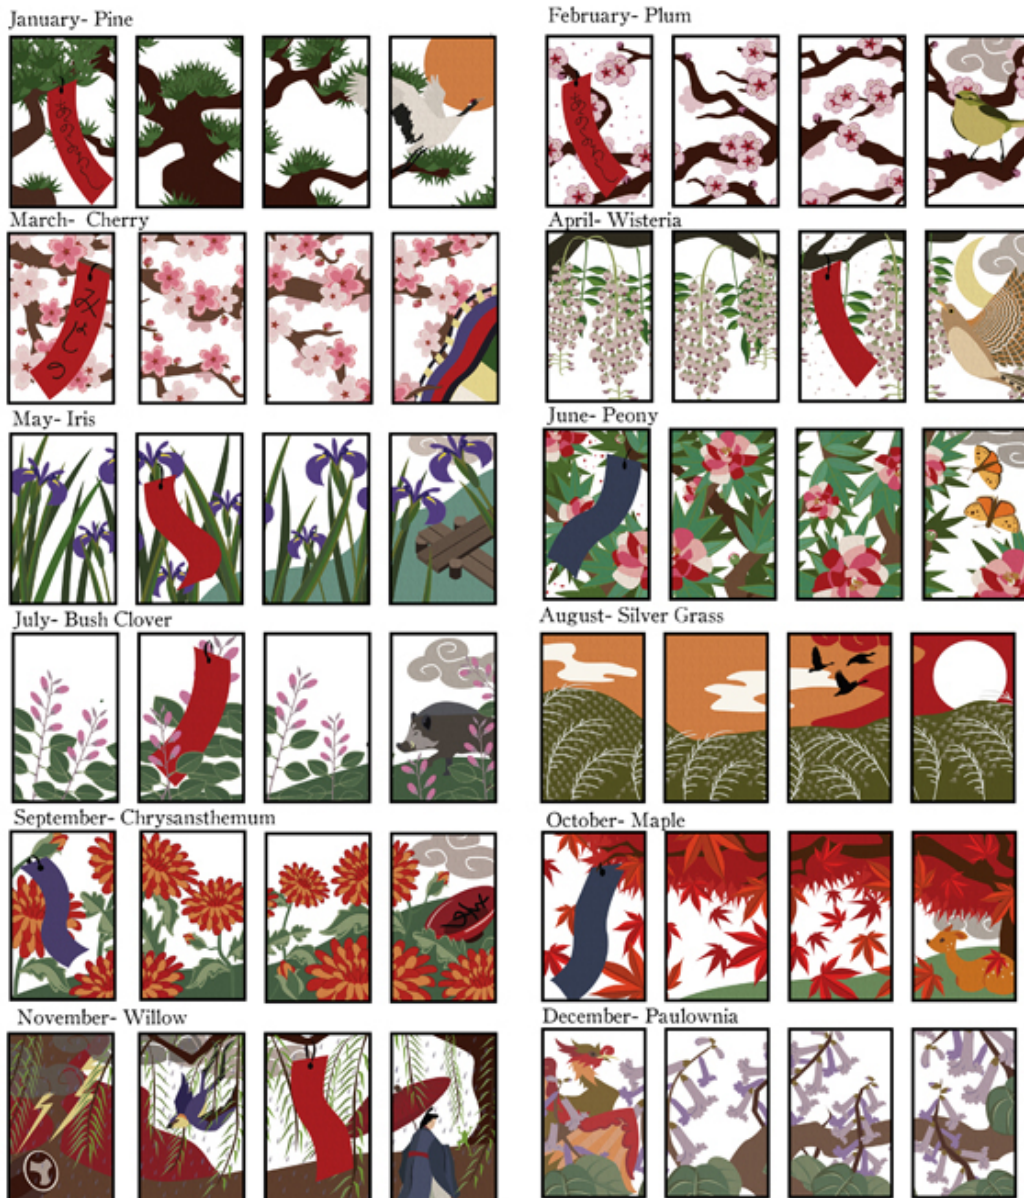 January- Pine
February- Plum
March- Cherry
April- Wisteria
May- Iris
June- Peony
July- Bush Clover
August- Silver Grass
September- Chrysansthemum
October- Maple
November- Willow
December- Paulownia